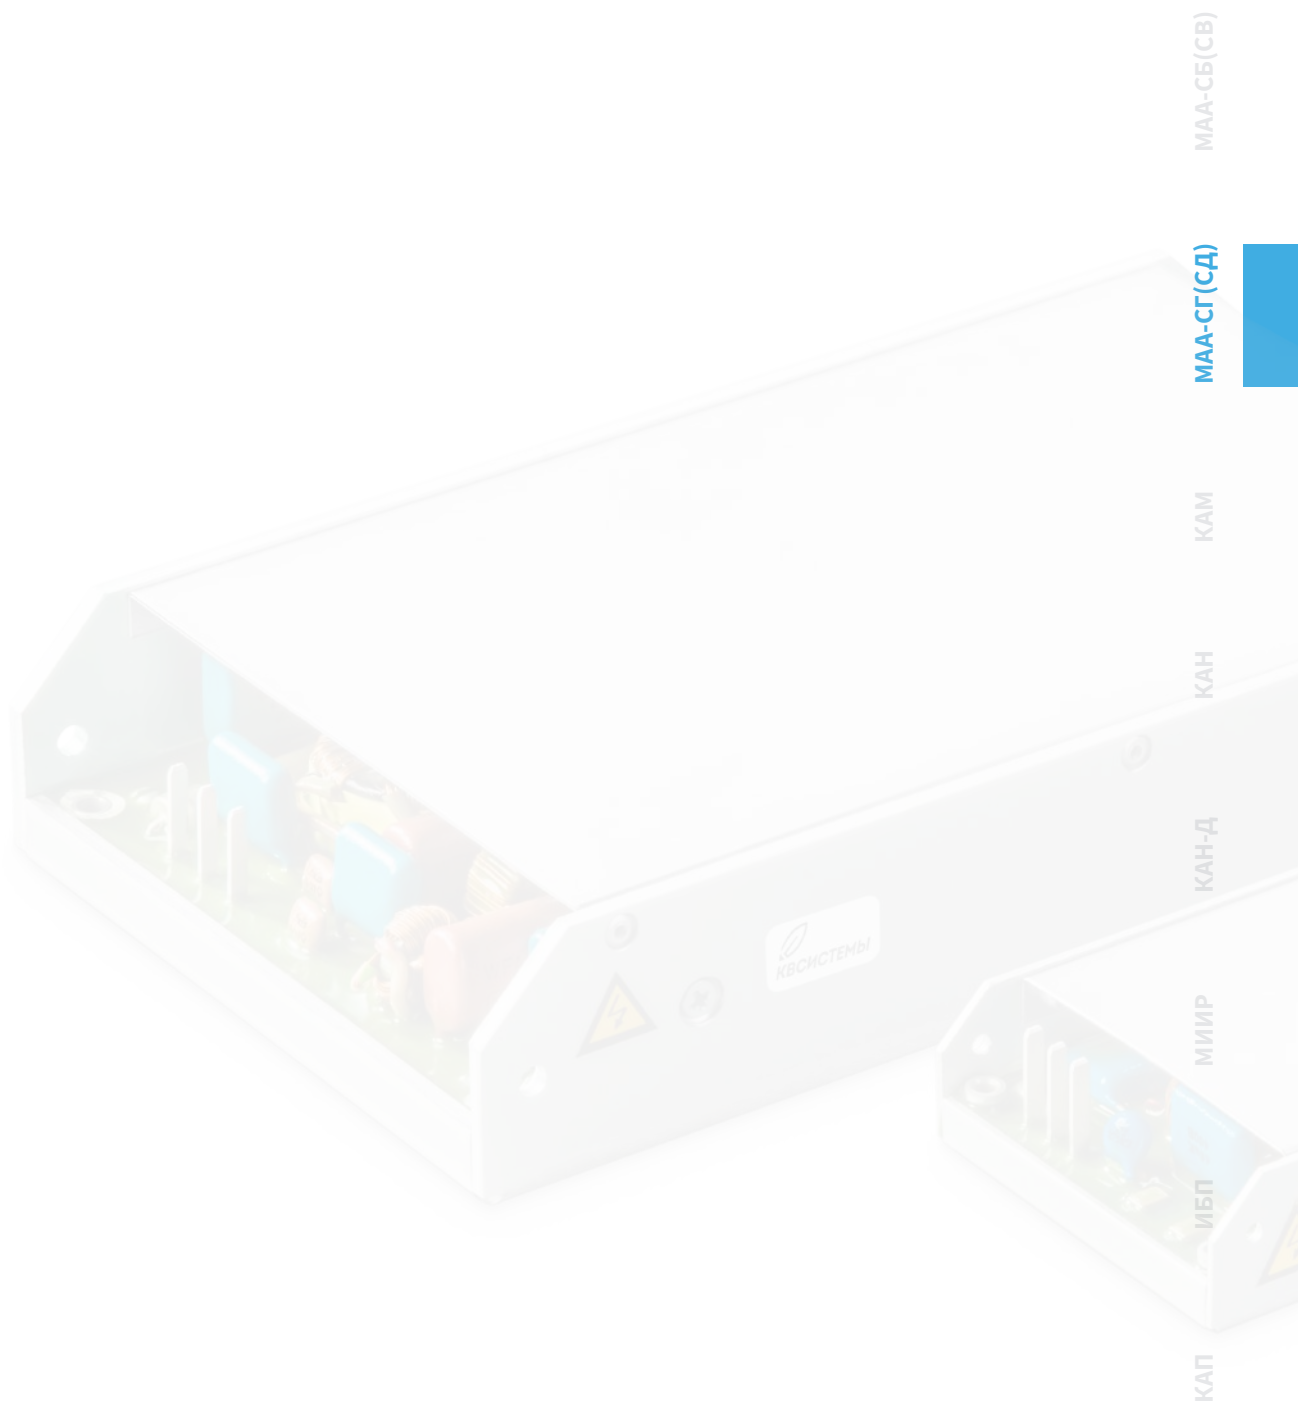 МАА-СБ(СВ)
МАА-СГ(СД)
КАМ
КАН
КАН-Д
МИИР
ИБП
КАП
КВСИСТЕМЫ